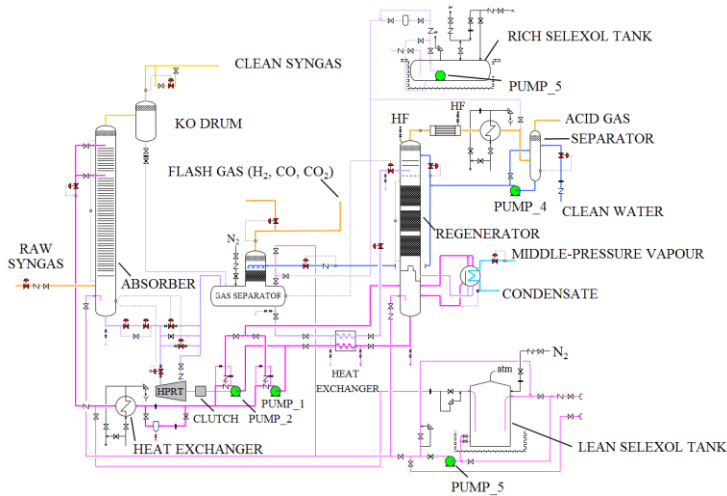 RICH SELEXOL TANK
CLEAN SYNGAS
PUMP_5
KO DRUM
HF
HF
ACID GAS
SEPARATOR
FLASH GAS (H₂, CO, CO₂)
PUMP_4
CLEAN WATER
N₂
REGENERATOR
MIDDLE-PRESSURE VAPOUR
RAW
SYNGAS
ABSORBER
GAS SEPARATOR
CONDENSATE
N₂
HEAT
EXCHANGER
atm
HPRT
PUMP_1
CLUTCH
PUMP_2
HEAT EXCHANGER
LEAN SELEXOL TANK
PUMP_5